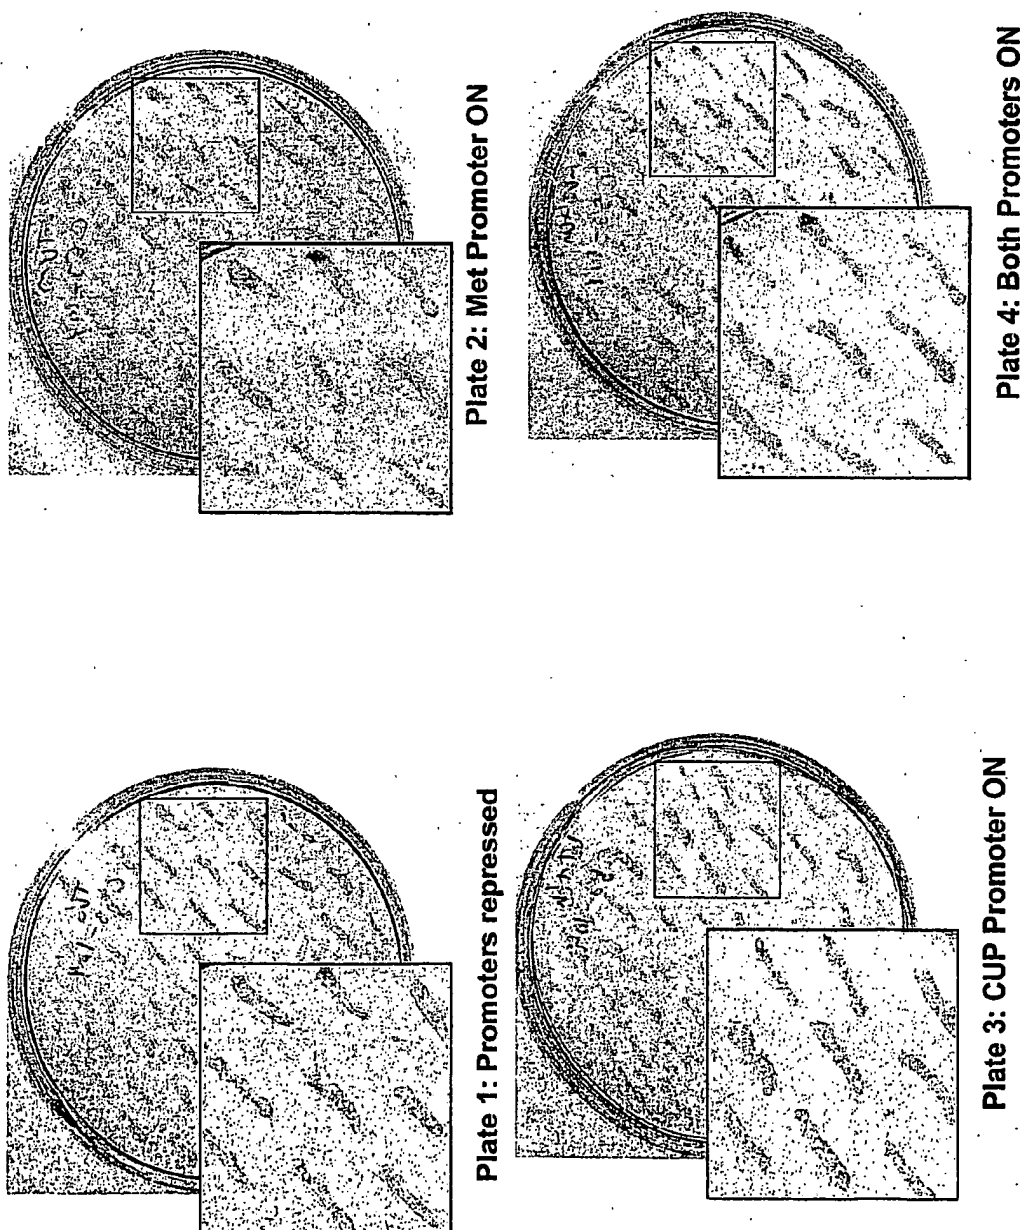 Plate 1: Promoters repressed
Plate 2: Met Promoter ON
Plate 3: CUP Promoter ON
Plate 4: Both Promoters ON